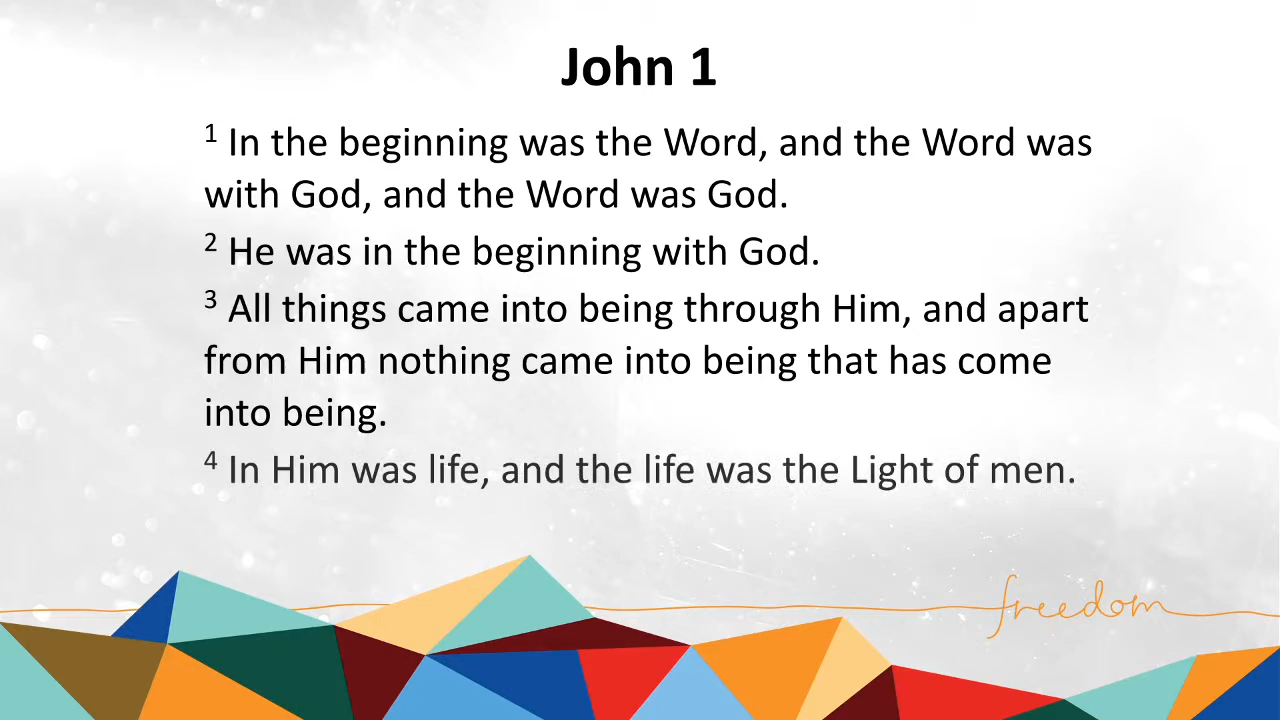 John 1
1 In the beginning was the Word, and the Word was
with God, and the Word was God.
2 He was in the beginning with God.
3 All things came into being through Him, and apart
from Him nothing came into being that has come
into being.
4 In Him was life, and the life was the Light of men.
freedom